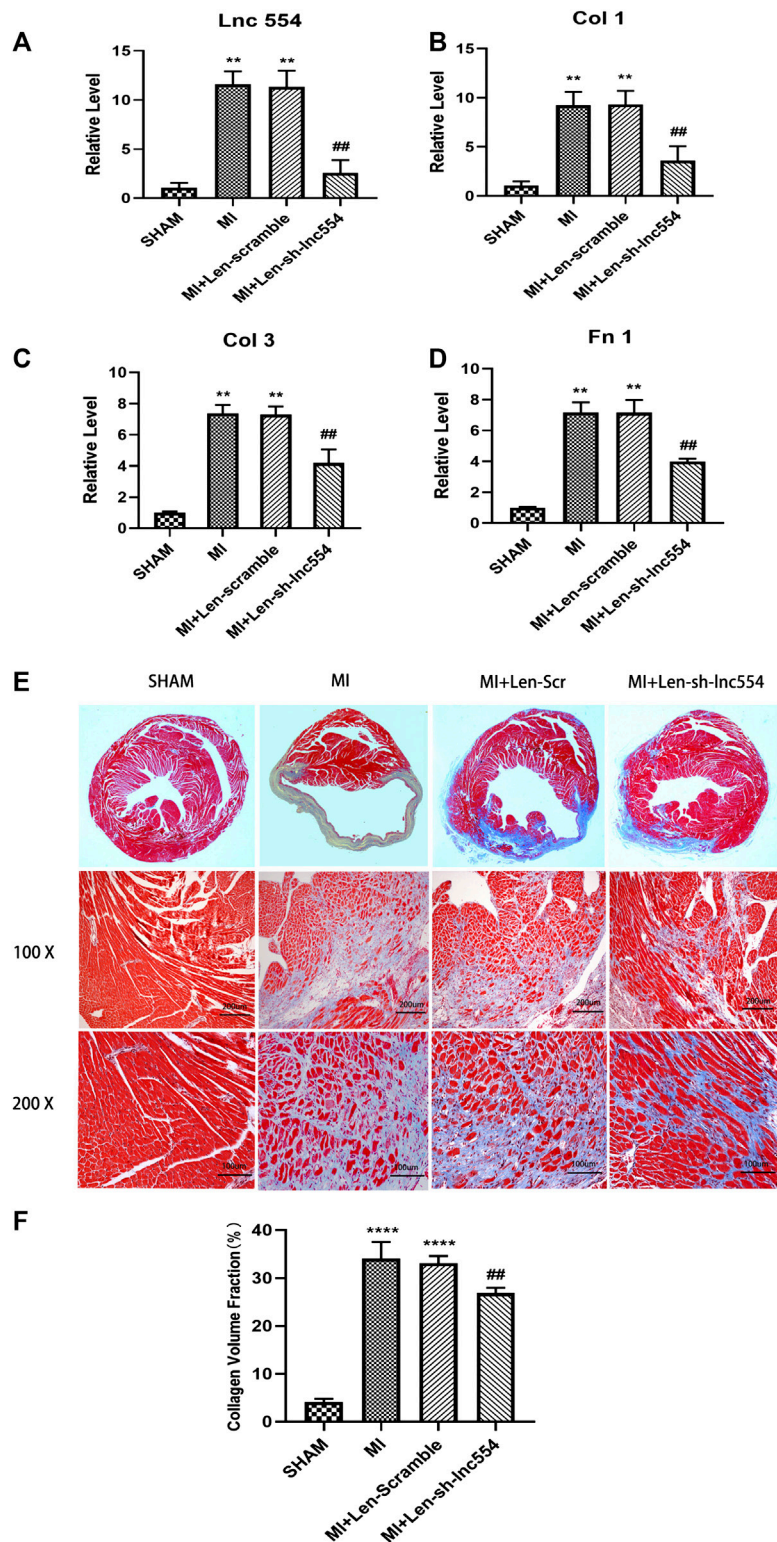 A
Lnc 554
Relative Level
15
10
5
0
**
**
##
SHAM
MI
MI+Len-scramble
MI+Len-sh-lnc554
B
Col 1
Relative Level
15
10
5
0
**
**
##
SHAM
MI
MI+Len-scramble
MI+Len-sh-lnc554
C
Col 3
Relative Level
10
8
6
4
2
0
**
**
##
SHAM
MI
MI+Len-scramble
MI+Len-sh-lnc554
D
Fn 1
Relative Level
10
8
6
4
2
0
**
**
##
SHAM
MI
MI+Len-scramble
MI+Len-sh-lnc554
E
SHAM
MI
MI+Len-Scr
MI+Len-sh-lnc554
100 X
200um
200um
200um
200um
200 X
100um
100um
100um
100um
F
Collagen Volume Fraction(%)
40
30
20
10
0
****
****
##
SHAM
MI
MI+Len-Scramble
MI+Len-sh-lnc554